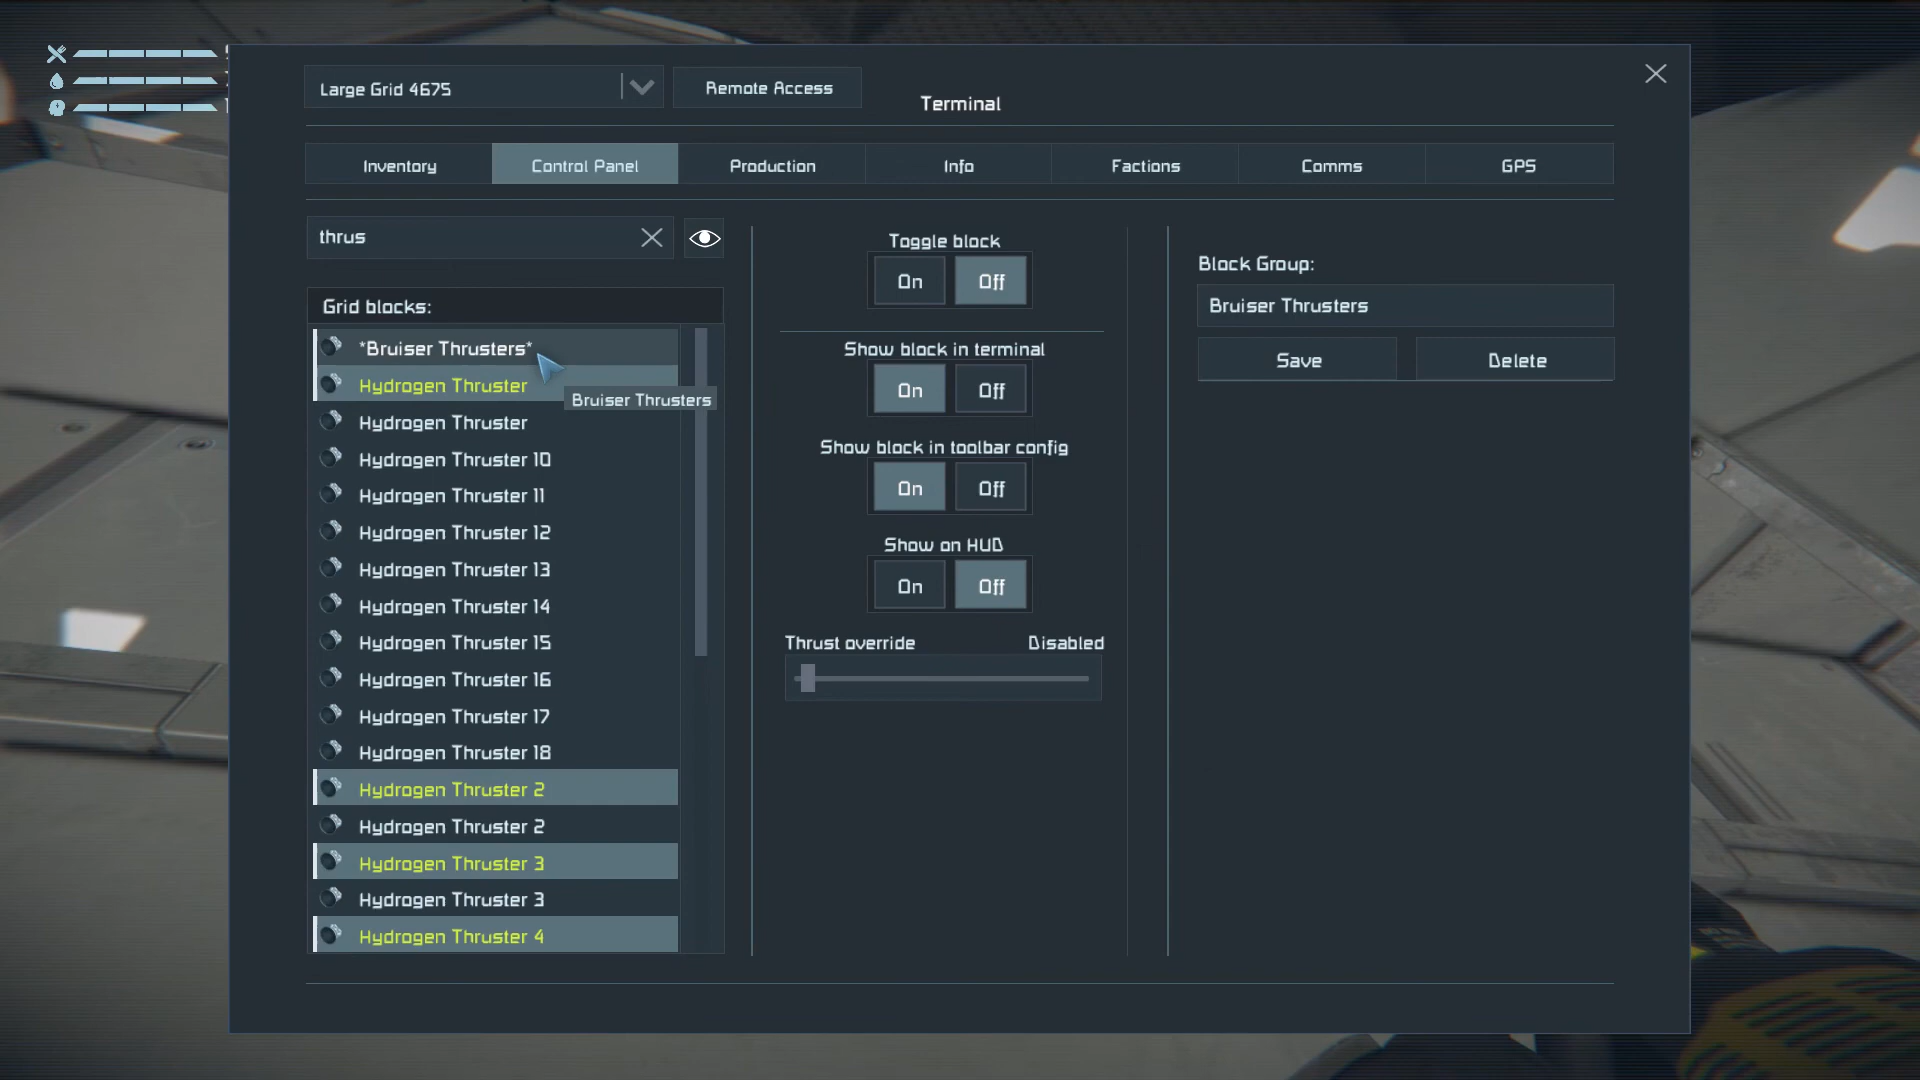 Large Grid 4675
Remote Access
Terminal
Inventory
Control Panel
Production
Info
Factions
Comms
GPS
thrus
Grid blocks:
*Bruiser Thrusters*
Hydrogen Thruster
Bruiser Thrusters
Hydrogen Thruster
Hydrogen Thruster 10
Hydrogen Thruster 11
Hydrogen Thruster 12
Hydrogen Thruster 13
Hydrogen Thruster 14
Hydrogen Thruster 15
Hydrogen Thruster 16
Hydrogen Thruster 17
Hydrogen Thruster 18
Hydrogen Thruster 2
Hydrogen Thruster 2
Hydrogen Thruster 3
Hydrogen Thruster 3
Hydrogen Thruster 4
Toggle block
On Off
Show block in terminal
On Off
Show block in toolbar config
On Off
Show on HUD
On Off
Thrust override Disabled
Block Group:
Bruiser Thrusters
Save Delete